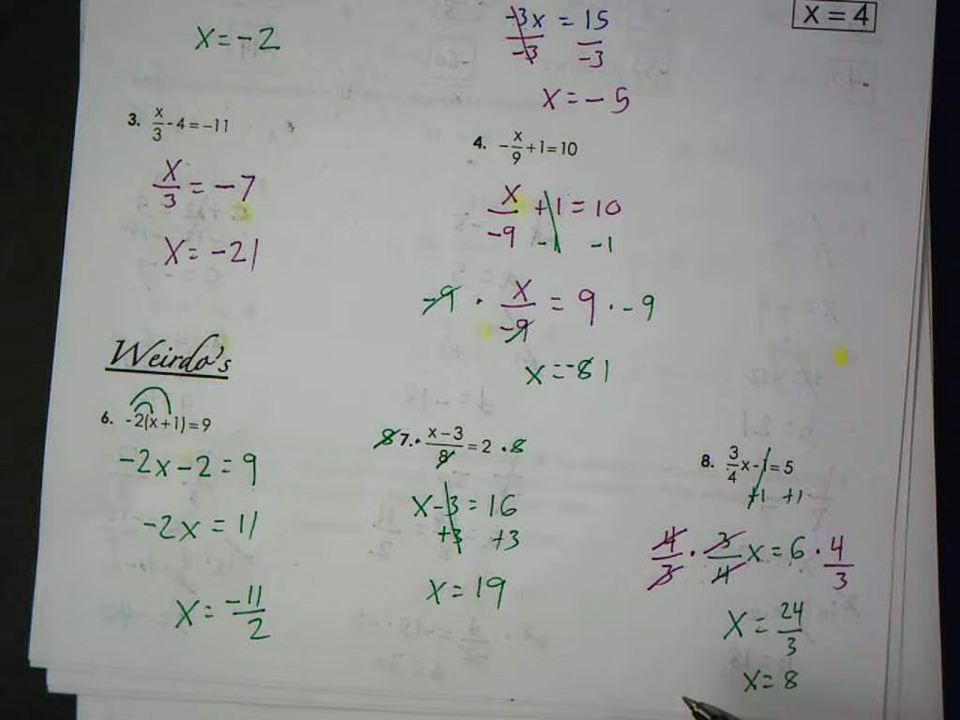 x = -2
-3x = 15
-3 -3
x = -5
x = 4
3. x/3 - 4 = -11
x/3 = -7
x = -21
4. -x/9 + 1 = 10
x/-9 + 1 = 10
-1 -1
-9 · x/-9 = 9 · -9
x = -81
Weirdo's
6. -2(x + 1) = 9
-2x - 2 = 9
-2x = 11
x = -11/2
8 7. · x - 3/8 = 2 · 8
x - 3 = 16
+3 +3
x = 19
8. 3/4 x - 1 = 5
+1 +1
4/3 · 3/4 x = 6 · 4/3
x = 24/3
x = 8